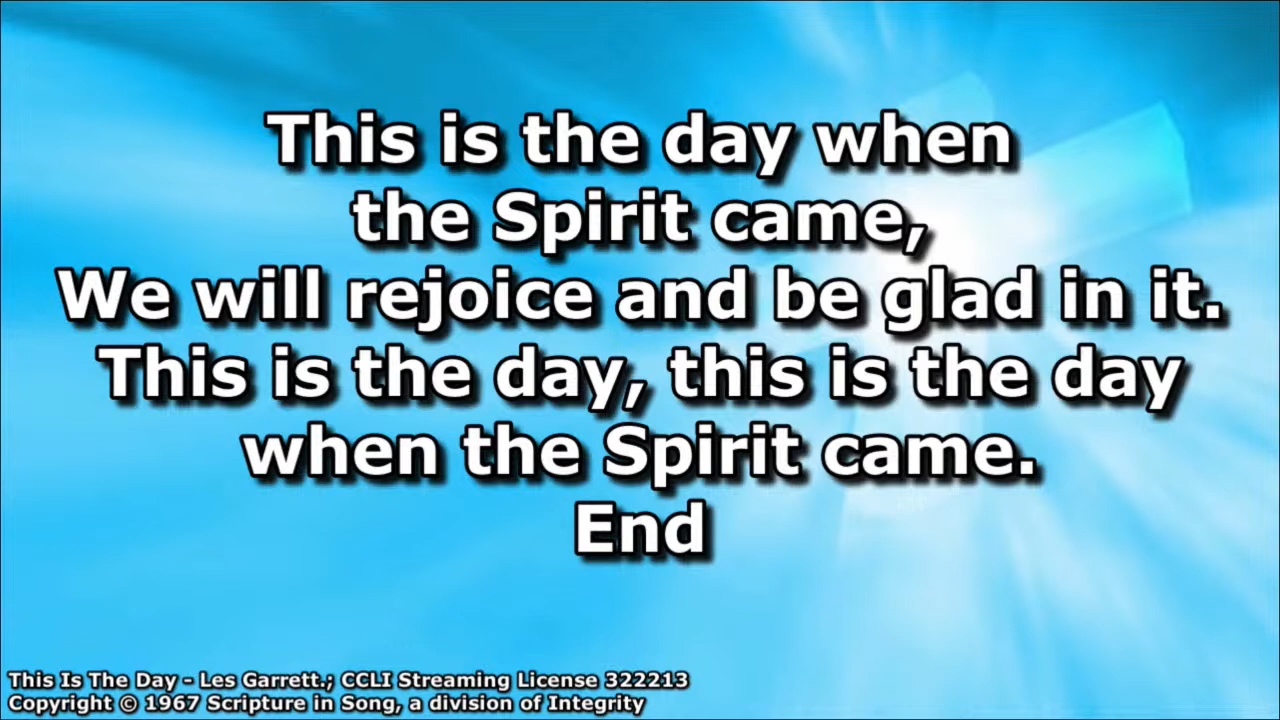 This is the day when
the Spirit came,
We will rejoice and be glad in it.
This is the day, this is the day
when the Spirit came.
End
This Is The Day - Les Garrett.; CCLI Streaming License 322213
Copyright © 1967 Scripture in Song, a division of Integrity